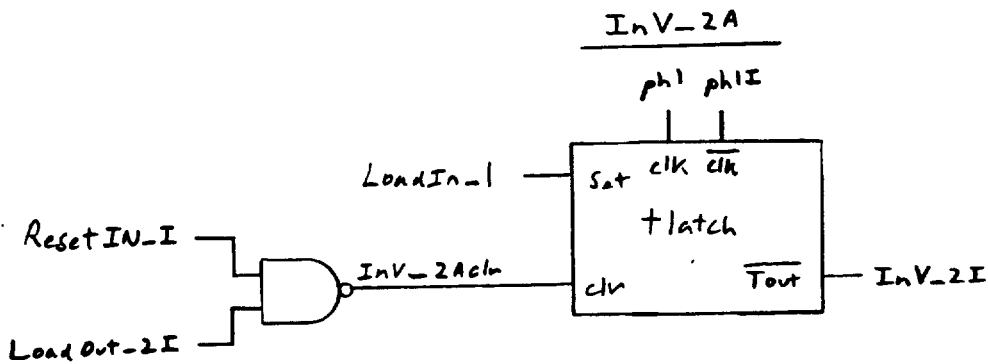 InV_2A
ph1 ph1I
LoadIn_1
Set clk clk
tlatch
ResetIN_I
InV_2Aclr
clr
Tout
InV_2I
LoadOut_2I